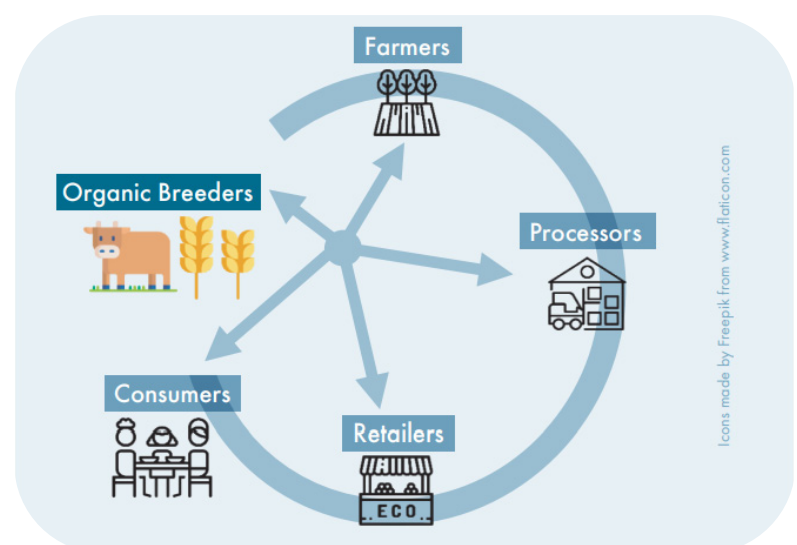 Farmers
Organic Breeders
Processors
Consumers
Retailers
ECO
Icons made by Freepik from www.flaticon.com